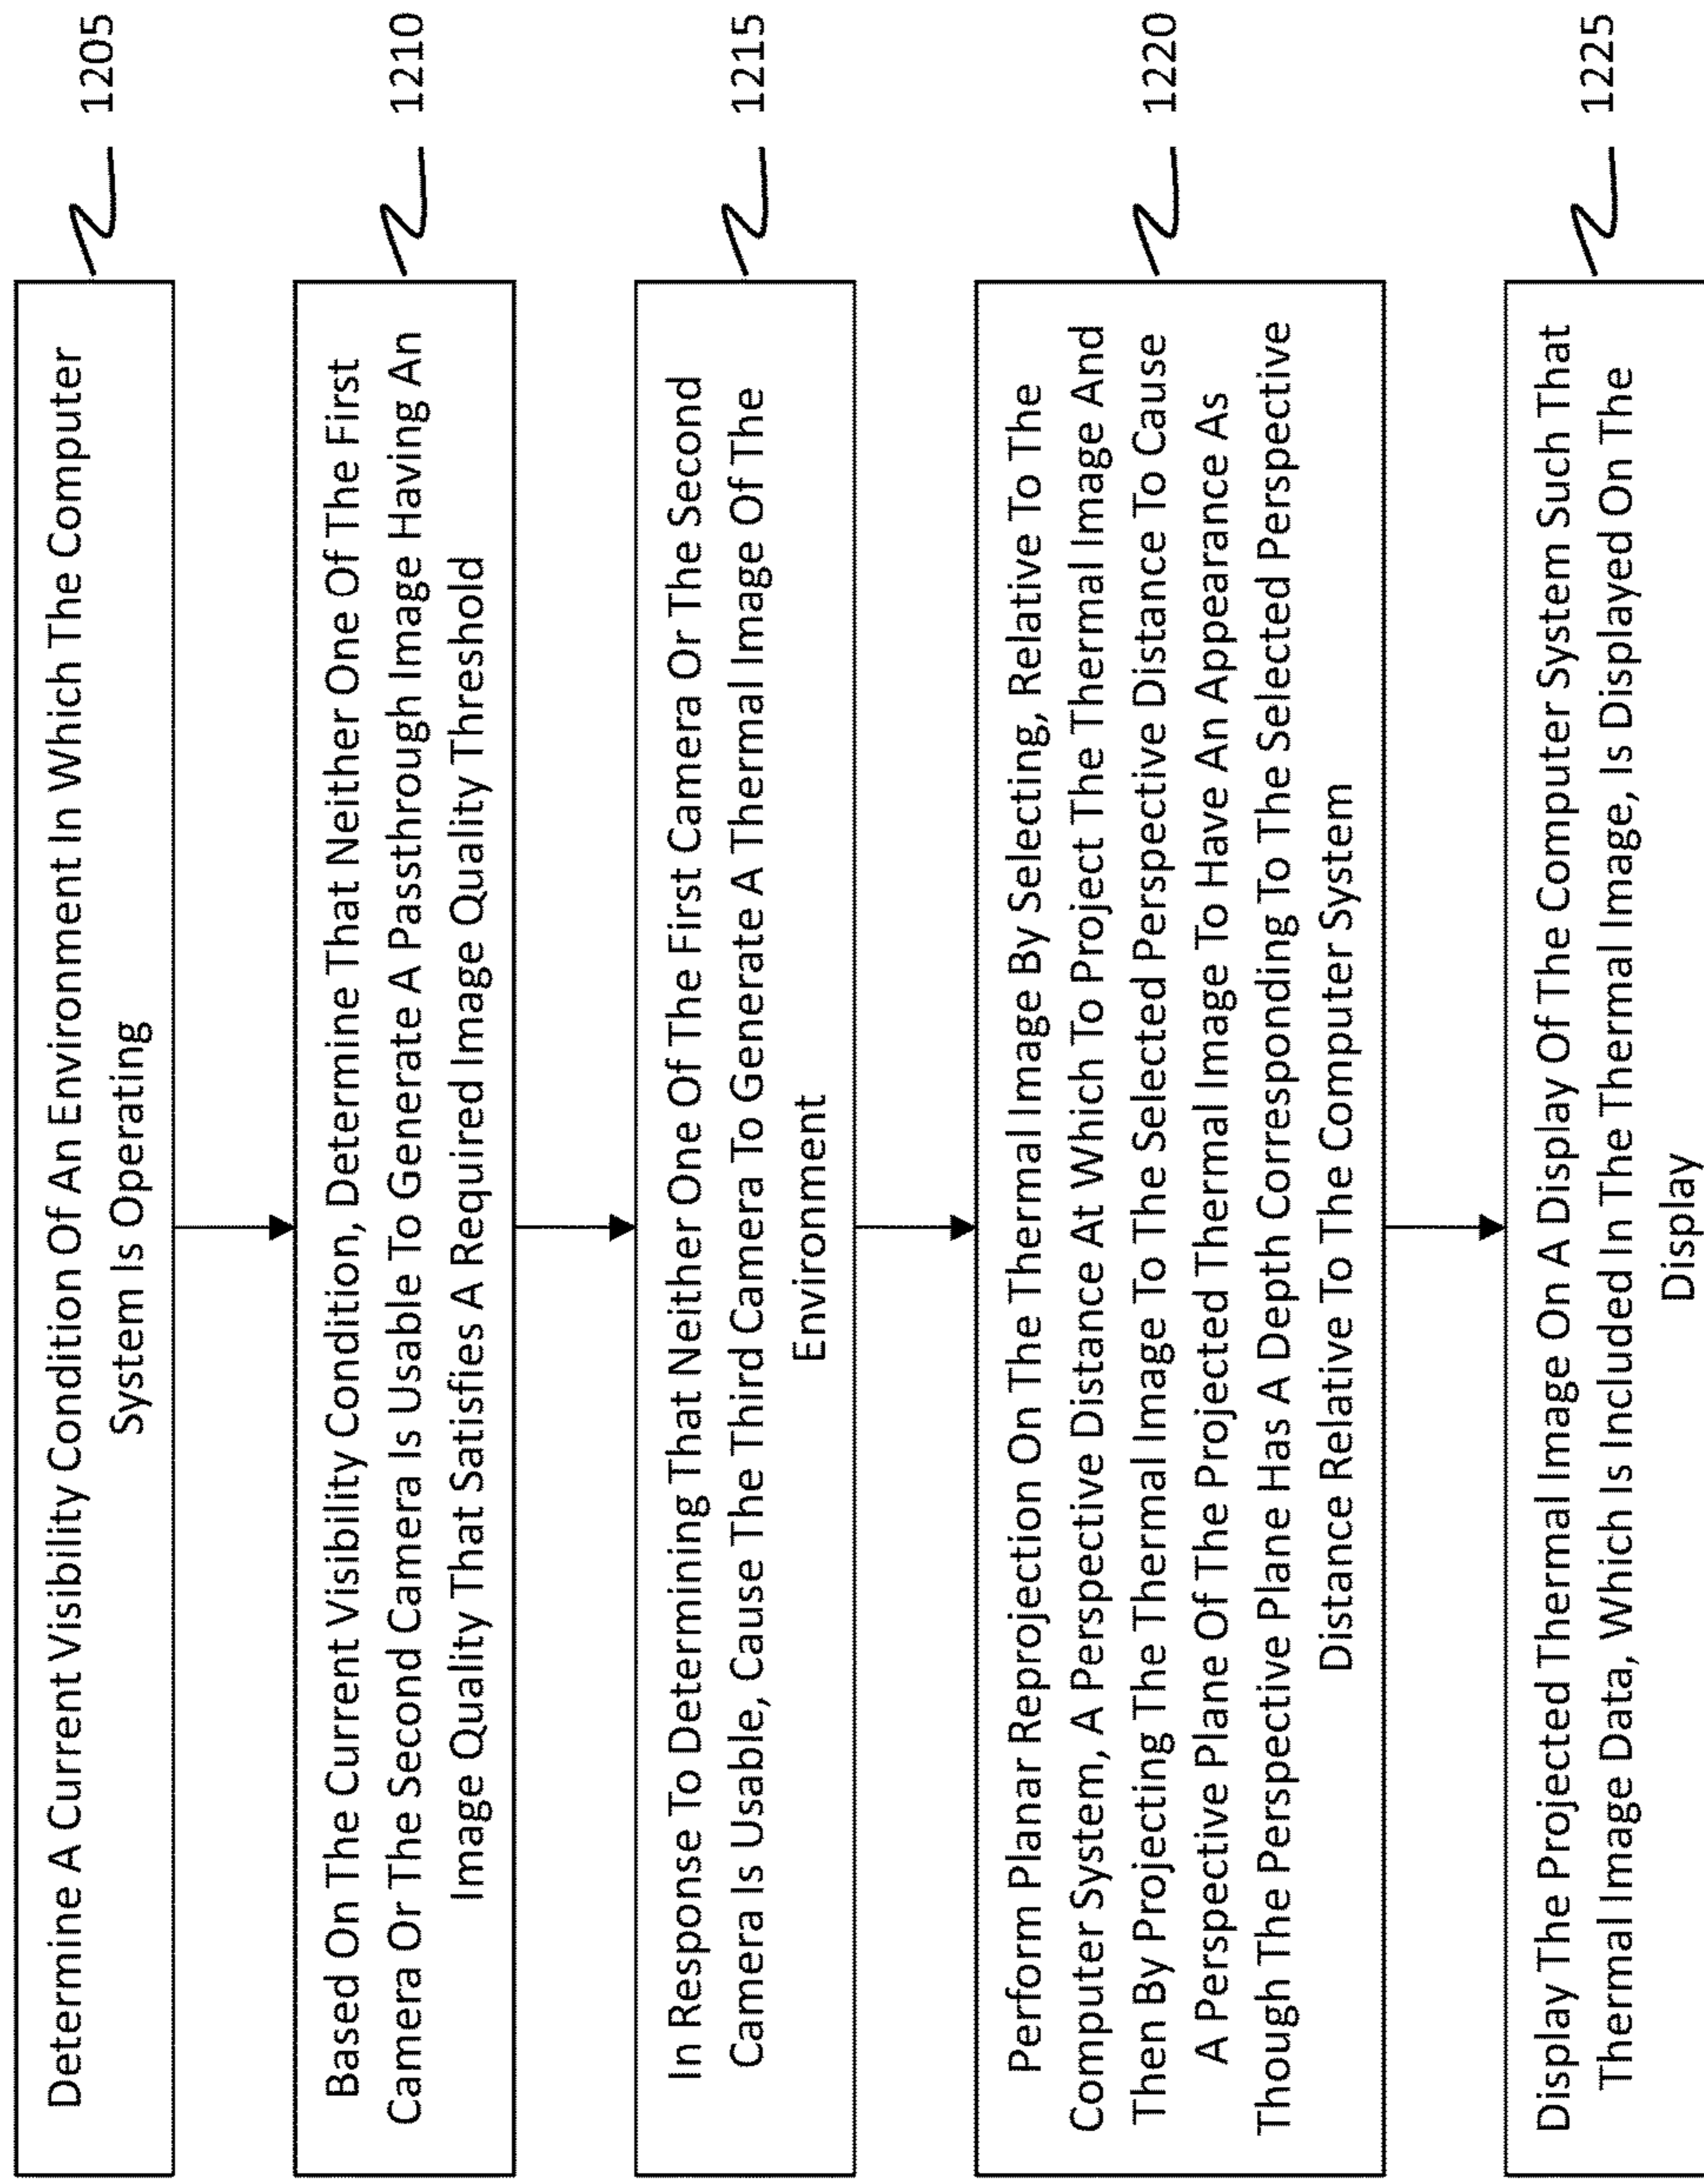 Determine A Current Visibility Condition Of An Environment In Which The Computer
System Is Operating
1205
Based On The Current Visibility Condition, Determine That Neither One Of The First
Camera Or The Second Camera Is Usable To Generate A Passthrough Image Having An
Image Quality That Satisfies A Required Image Quality Threshold
1210
In Response To Determining That Neither One Of The First Camera Or The Second
Camera Is Usable, Cause The Third Camera To Generate A Thermal Image Of The
Environment
1215
Perform Planar Reprojection On The Thermal Image By Selecting, Relative To The
Computer System, A Perspective Distance At Which To Project The Thermal Image And
Then By Projecting The Thermal Image To The Selected Perspective Distance To Cause
A Perspective Plane Of The Projected Thermal Image To Have An Appearance As
Though The Perspective Plane Has A Depth Corresponding To The Selected Perspective
Distance Relative To The Computer System
1220
Display The Projected Thermal Image On A Display Of The Computer System Such That
Thermal Image Data, Which Is Included In The Thermal Image, Is Displayed On The
Display
1225